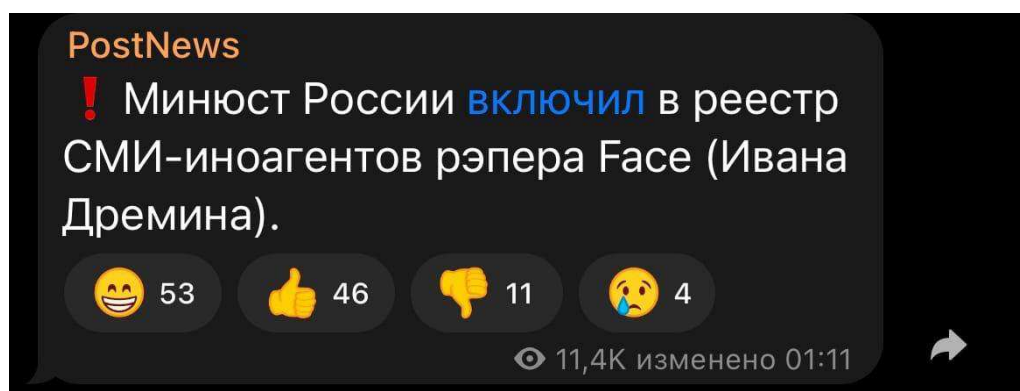 PostNews
❗ Минюст России включил в реестр
СМИ-иноагентов рэпера Face (Ивана
Дремина).
😁 53 👍 46 👎 11 😢 4
11,4K изменено 01:11